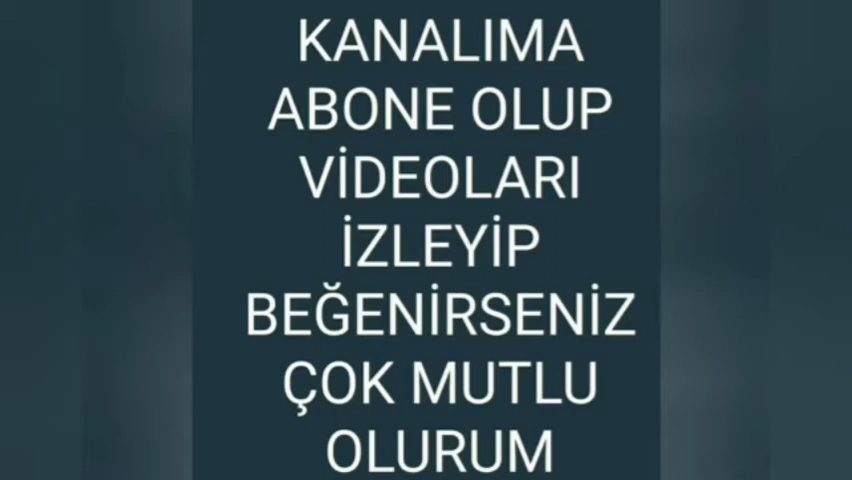 KANALIMA
ABONE OLUP
VİDEOLARI
İZLEYİP
BEĞENİRSENİZ
ÇOK MUTLU
OLURUM